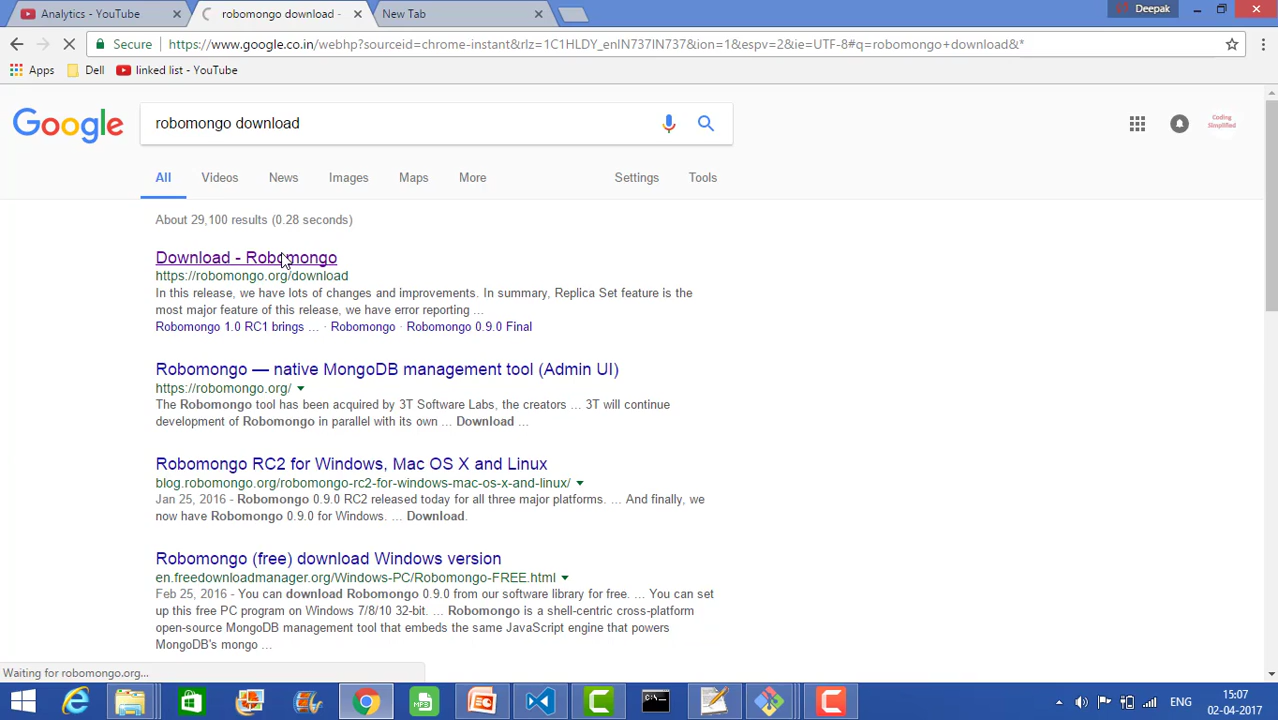 Analytics - YouTube
robomongo download -
New Tab
Deepak
Secure
https://www.google.co.in/webhp?sourceid=chrome-instant&rlz=1C1HLDY_enIN737IN737&ion=1&espv=2&ie=UTF-8#q=robomongo+download&*
Apps
Dell
linked list - YouTube
Google
robomongo download
Coding Simplified
All
Videos
News
Images
Maps
More
Settings
Tools
About 29,100 results (0.28 seconds)
Download - Robomongo
https://robomongo.org/download
In this release, we have lots of changes and improvements. In summary, Replica Set feature is the
most major feature of this release, we have error reporting ...
Robomongo 1.0 RC1 brings ... · Robomongo · Robomongo 0.9.0 Final
Robomongo — native MongoDB management tool (Admin UI)
https://robomongo.org/
The Robomongo tool has been acquired by 3T Software Labs, the creators ... 3T will continue
development of Robomongo in parallel with its own ... Download ...
Robomongo RC2 for Windows, Mac OS X and Linux
blog.robomongo.org/robomongo-rc2-for-windows-mac-os-x-and-linux/
Jan 25, 2016 - Robomongo 0.9.0 RC2 released today for all three major platforms. ... And finally, we
now have Robomongo 0.9.0 for Windows. ... Download.
Robomongo (free) download Windows version
en.freedownloadmanager.org/Windows-PC/Robomongo-FREE.html
Feb 25, 2016 - You can download Robomongo 0.9.0 from our software library for free. ... You can set
up this free PC program on Windows 7/8/10 32-bit. ... Robomongo is a shell-centric cross-platform
open-source MongoDB management tool that embeds the same JavaScript engine that powers
MongoDB's mongo ...
Waiting for robomongo.org...
MP3
ENG
15:07
02-04-2017